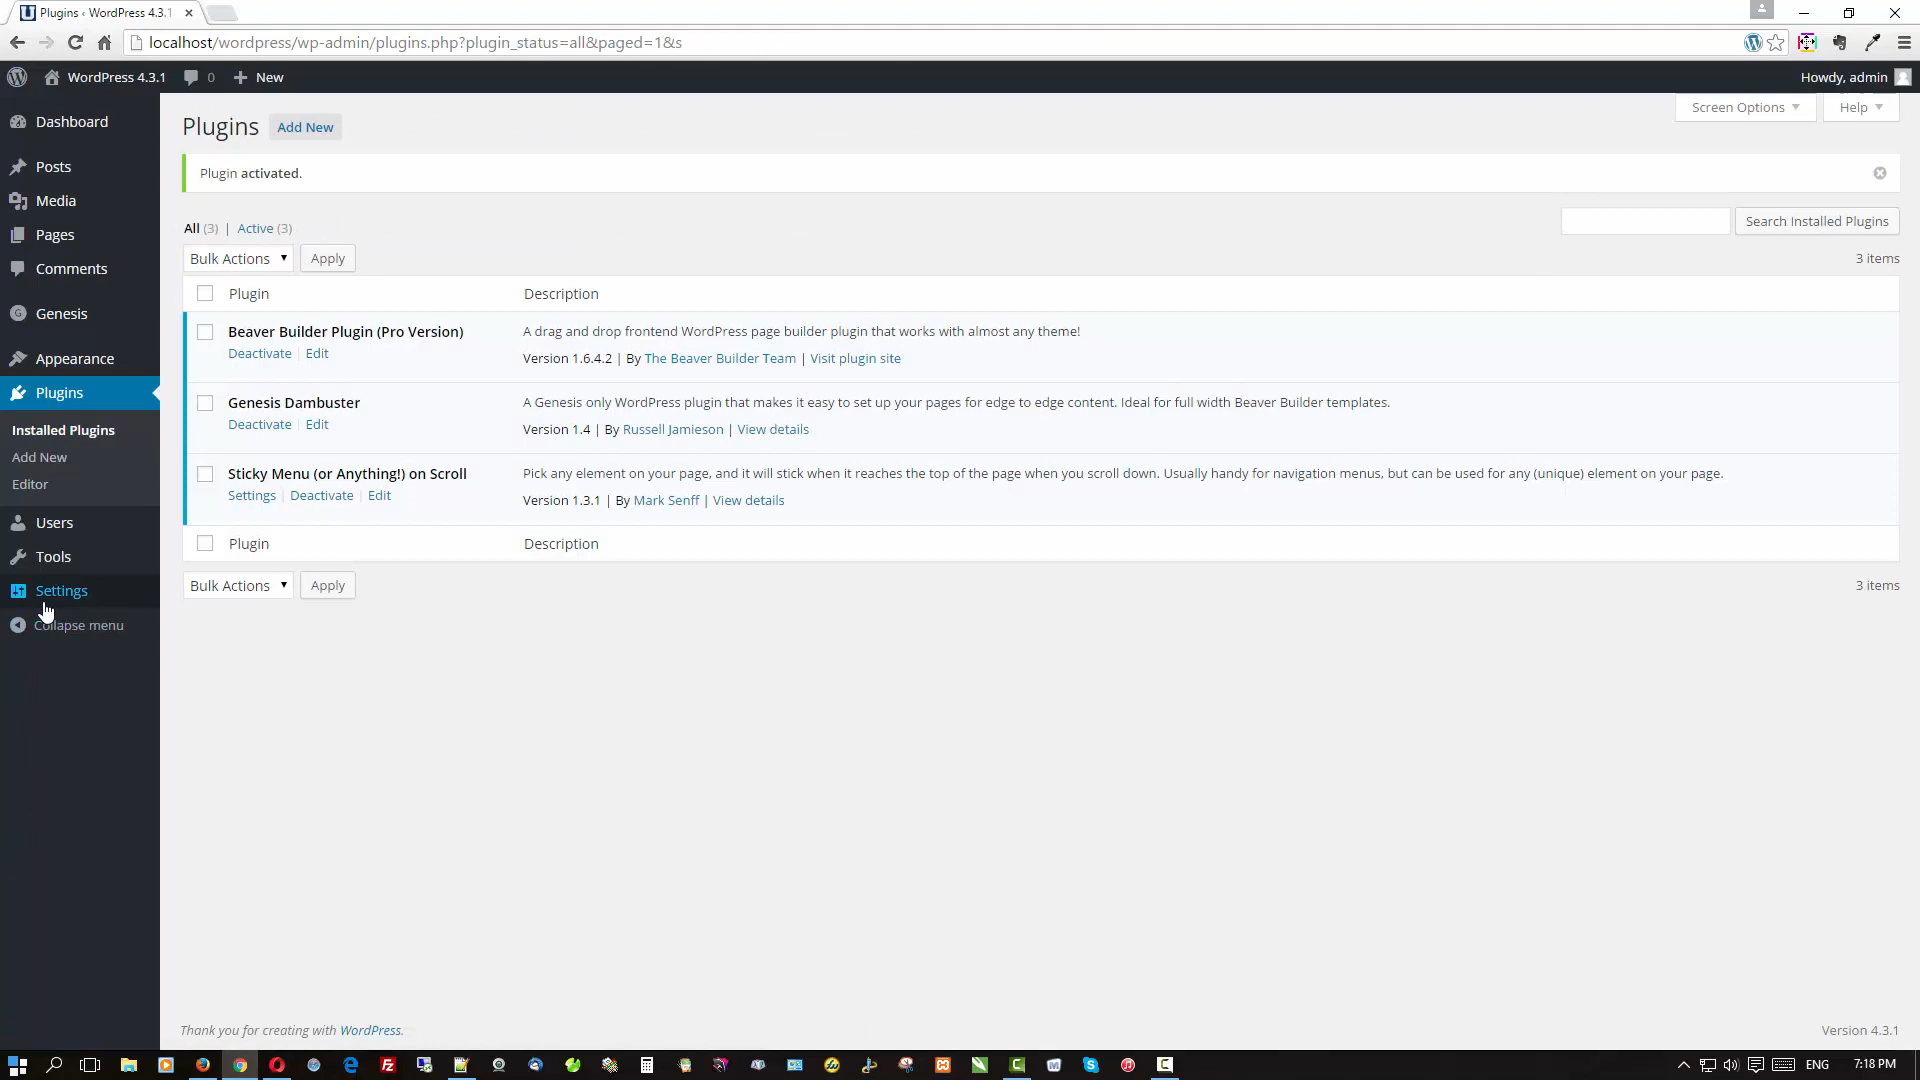 Plugins ‹ WordPress 4.3.1
localhost/wordpress/wp-admin/plugins.php?plugin_status=all&paged=1&s
WordPress 4.3.1 0 New Howdy, admin
Screen Options Help
Dashboard
Posts
Media
Pages
Comments
Genesis
Appearance
Plugins
Installed Plugins
Add New
Editor
Users
Tools
Settings
Collapse menu
Plugins Add New
Plugin activated.
All (3) | Active (3)
Search Installed Plugins
Bulk Actions Apply 3 items
Plugin Description
Beaver Builder Plugin (Pro Version) A drag and drop frontend WordPress page builder plugin that works with almost any theme!
Deactivate | Edit Version 1.6.4.2 | By The Beaver Builder Team | Visit plugin site
Genesis Dambuster A Genesis only WordPress plugin that makes it easy to set up your pages for edge to edge content. Ideal for full width Beaver Builder templates.
Deactivate | Edit Version 1.4 | By Russell Jamieson | View details
Sticky Menu (or Anything!) on Scroll Pick any element on your page, and it will stick when it reaches the top of the page when you scroll down. Usually handy for navigation menus, but can be used for any (unique) element on your page.
Settings | Deactivate | Edit Version 1.3.1 | By Mark Senff | View details
Plugin Description
Bulk Actions Apply 3 items
Thank you for creating with WordPress. Version 4.3.1
ENG 7:18 PM